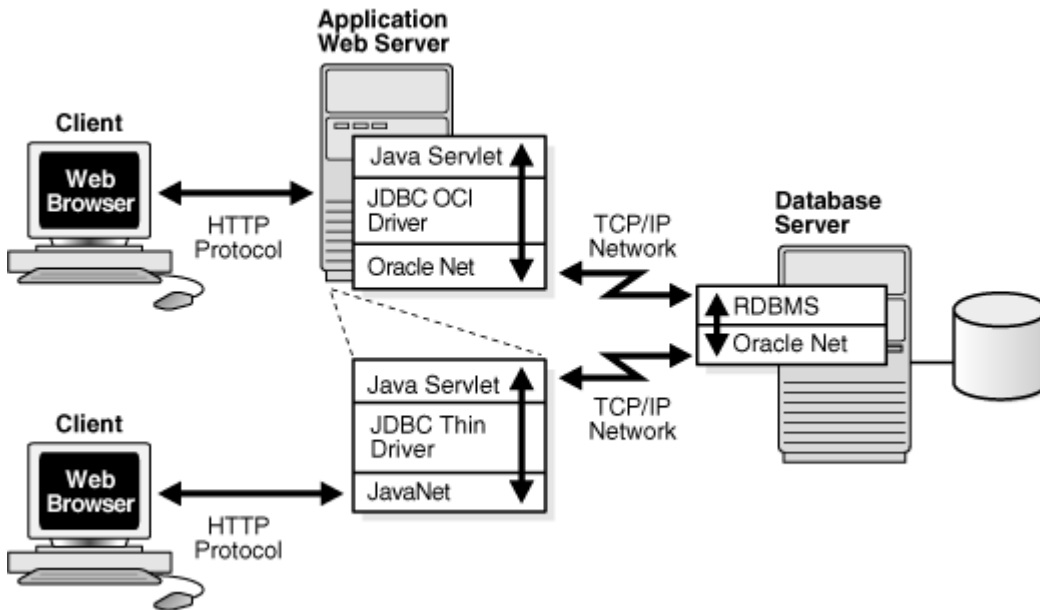 Application
Web Server
Client
Web
Browser
HTTP
Protocol
Java Servlet
JDBC OCI
Driver
Oracle Net
TCP/IP
Network
Database
Server
RDBMS
Oracle Net
Client
Web
Browser
HTTP
Protocol
Java Servlet
JDBC Thin
Driver
JavaNet
TCP/IP
Network